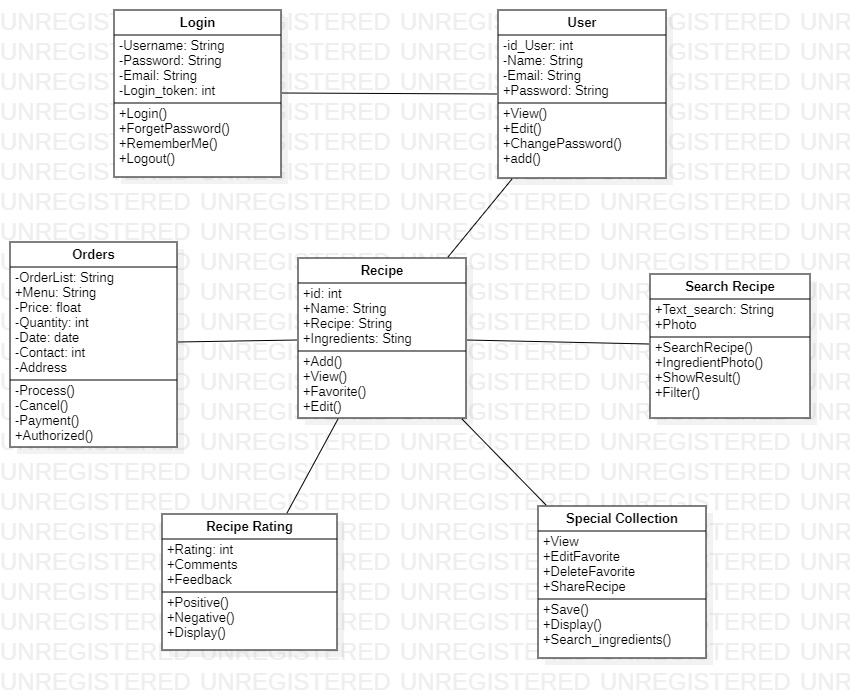 Login
-Username: String
-Password: String
-Email: String
-Login_token: int
+Login()
+ForgetPassword()
+RememberMe()
+Logout()
User
-id_User: int
-Name: String
-Email: String
+Password: String
+View()
+Edit()
+ChangePassword()
+add()
Orders
-OrderList: String
+Menu: String
-Price: float
-Quantity: int
-Date: date
-Contact: int
-Address
-Process()
-Cancel()
-Payment()
+Authorized()
Recipe
+id: int
+Name: String
+Recipe: String
+Ingredients: Sting
+Add()
+View()
+Favorite()
+Edit()
Search Recipe
+Text_search: String
+Photo
+SearchRecipe()
+IngredientPhoto()
+ShowResult()
+Filter()
Recipe Rating
+Rating: int
+Comments
+Feedback
+Positive()
+Negative()
+Display()
Special Collection
+View
+EditFavorite
+DeleteFavorite
+ShareRecipe
+Save()
+Display()
+Search_ingredients()
UNREGISTERED